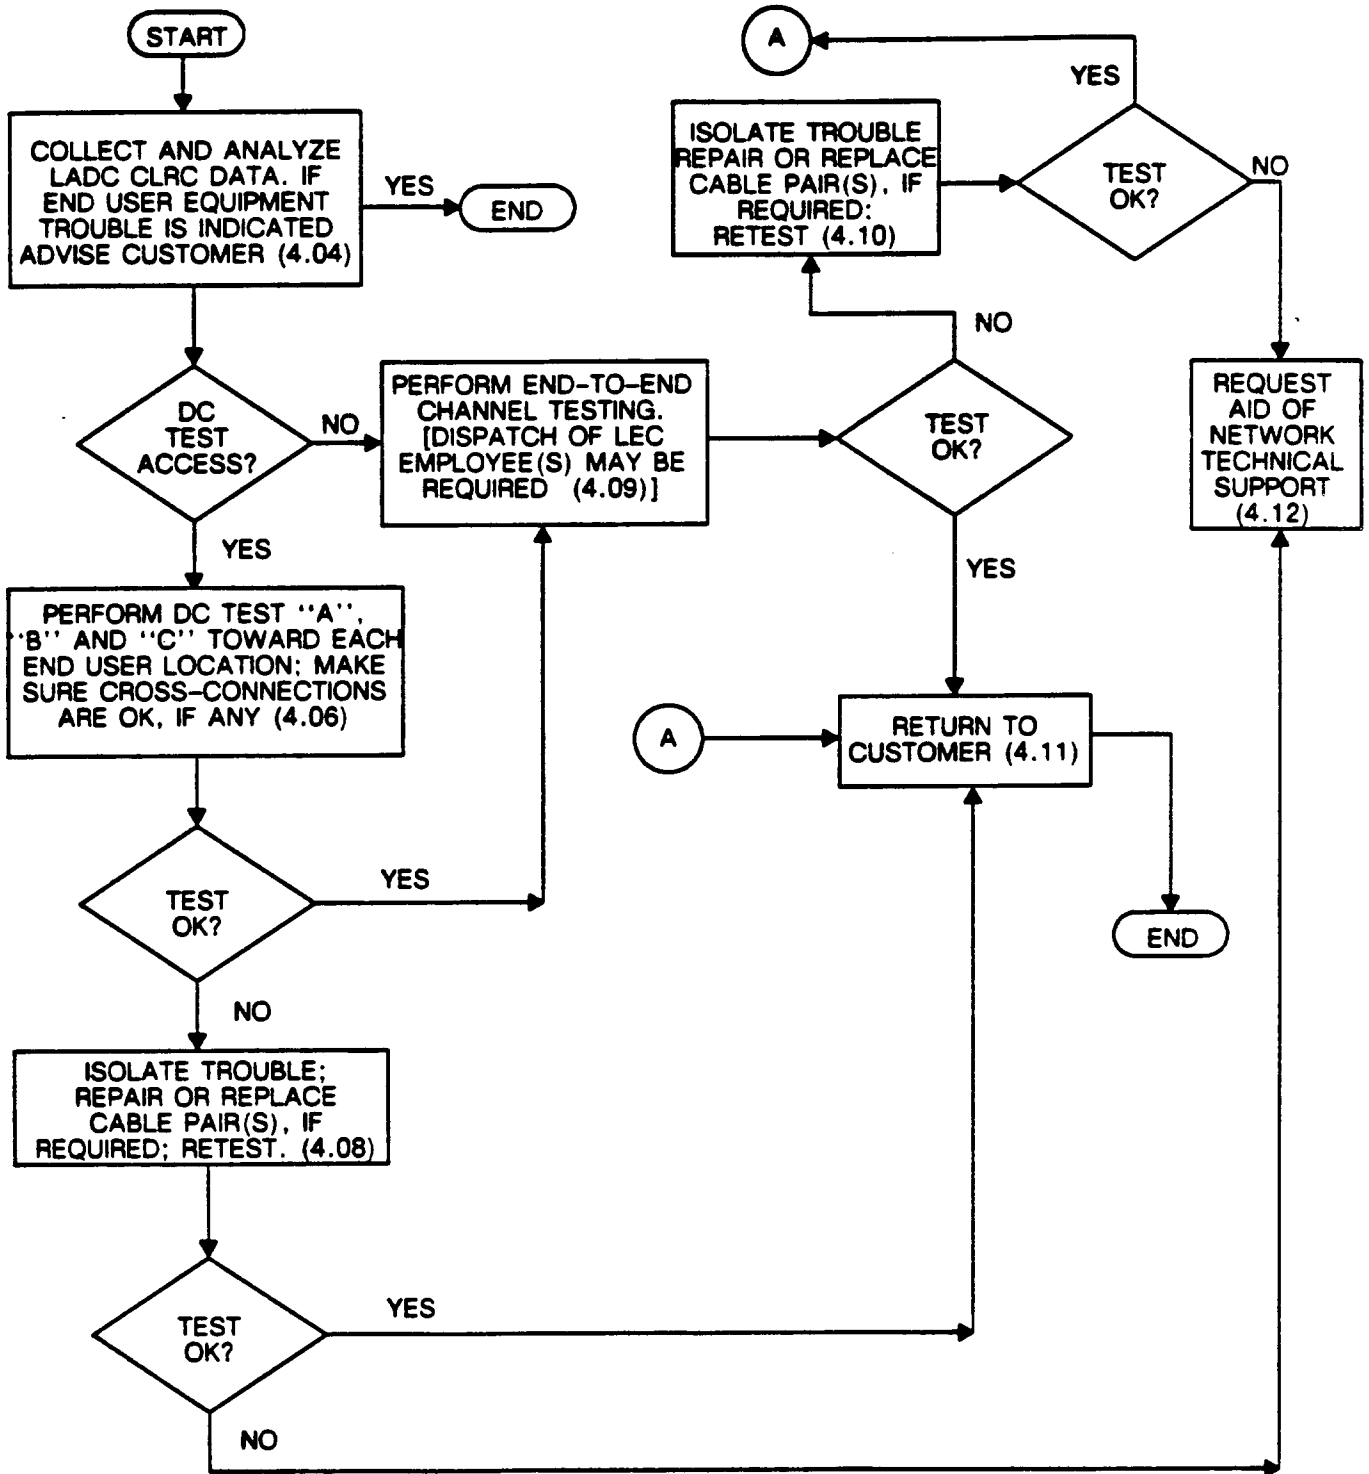 START
COLLECT AND ANALYZE
LADC CLRC DATA. IF
END USER EQUIPMENT
TROUBLE IS INDICATED
ADVISE CUSTOMER (4.04)
YES
END
DC
TEST
ACCESS?
NO
PERFORM END-TO-END
CHANNEL TESTING.
[DISPATCH OF LEC
EMPLOYEE(S) MAY BE
REQUIRED (4.09)]
YES
PERFORM DC TEST "A",
"B" AND "C" TOWARD EACH
END USER LOCATION; MAKE
SURE CROSS-CONNECTIONS
ARE OK, IF ANY (4.06)
TEST
OK?
YES
NO
ISOLATE TROUBLE;
REPAIR OR REPLACE
CABLE PAIR(S), IF
REQUIRED; RETEST. (4.08)
TEST
OK?
YES
NO
A
YES
ISOLATE TROUBLE
REPAIR OR REPLACE
CABLE PAIR(S), IF
REQUIRED:
RETEST (4.10)
TEST
OK?
NO
NO
TEST
OK?
YES
REQUEST
AID OF
NETWORK
TECHNICAL
SUPPORT
(4.12)
A
RETURN TO
CUSTOMER (4.11)
END